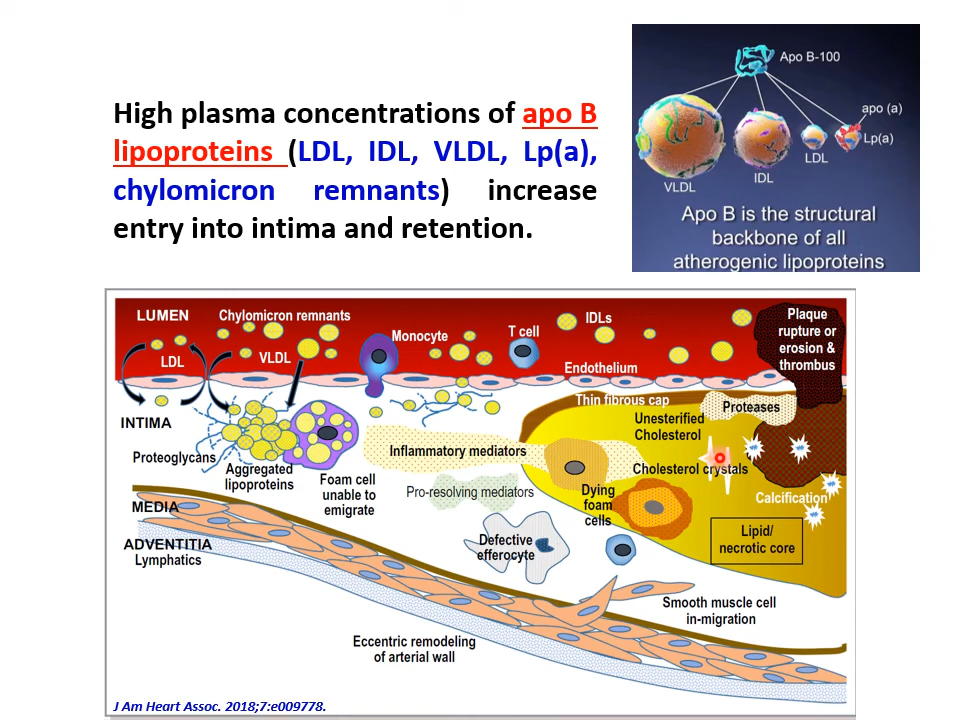 High plasma concentrations of apo B
lipoproteins (LDL, IDL, VLDL, Lp(a),
chylomicron remnants) increase
entry into intima and retention.
Apo B-100
apo (a)
Lp(a)
LDL
IDL
VLDL
Apo B is the structural
backbone of all
atherogenic lipoproteins
LUMEN
Chylomicron remnants
LDL
VLDL
Monocyte
T cell
IDLs
Endothelium
Plaque
rupture or
erosion &
thrombus
Thin fibrous cap
INTIMA
Proteoglycans
Aggregated
lipoproteins
Foam cell
unable to
emigrate
Inflammatory mediators
Pro-resolving mediators
Unesterified
Cholesterol
Proteases
Cholesterol crystals
Dying
foam
cells
Calcification
Defective
efferocyte
Lipid/
necrotic core
MEDIA
ADVENTITIA
Lymphatics
Smooth muscle cell
in-migration
Eccentric remodeling
of arterial wall
J Am Heart Assoc. 2018;7:e009778.